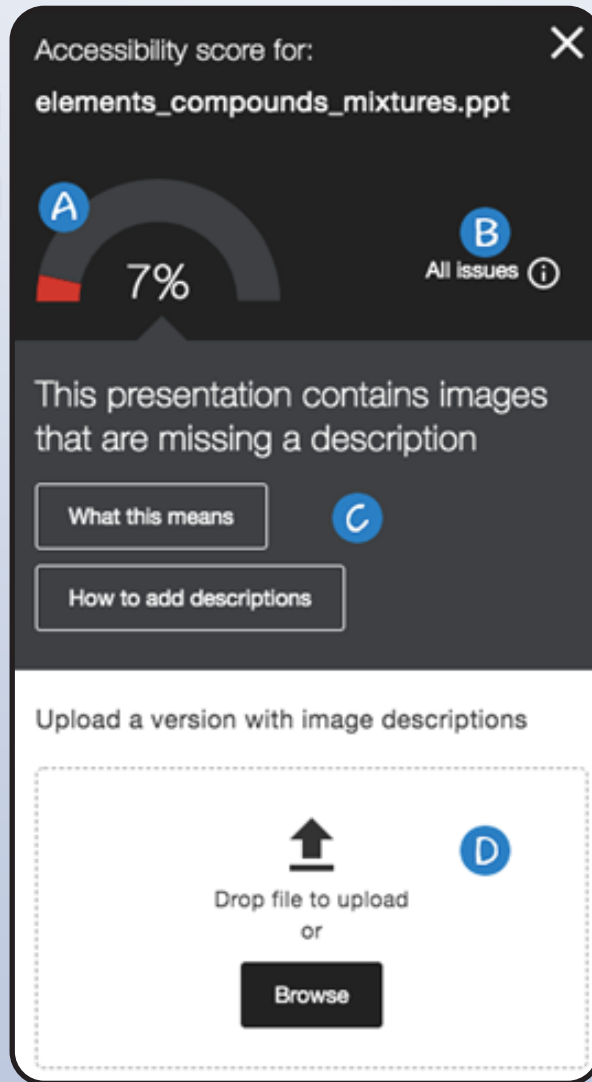 Accessibility score for:
elements_compounds_mixtures.ppt
A
7%
B
All issues
This presentation contains images
that are missing a description
What this means
C
How to add descriptions
Upload a version with image descriptions
D
Drop file to upload
or
Browse